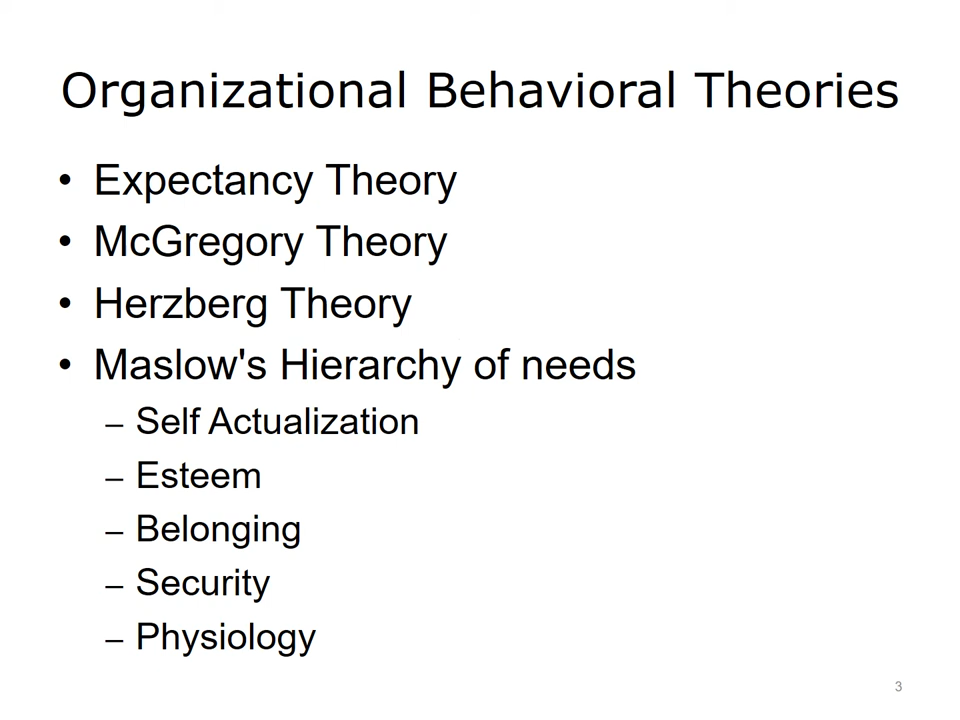 Organizational Behavioral Theories
• Expectancy Theory
• McGregory Theory
• Herzberg Theory
• Maslow's Hierarchy of needs
– Self Actualization
– Esteem
– Belonging
– Security
– Physiology
3